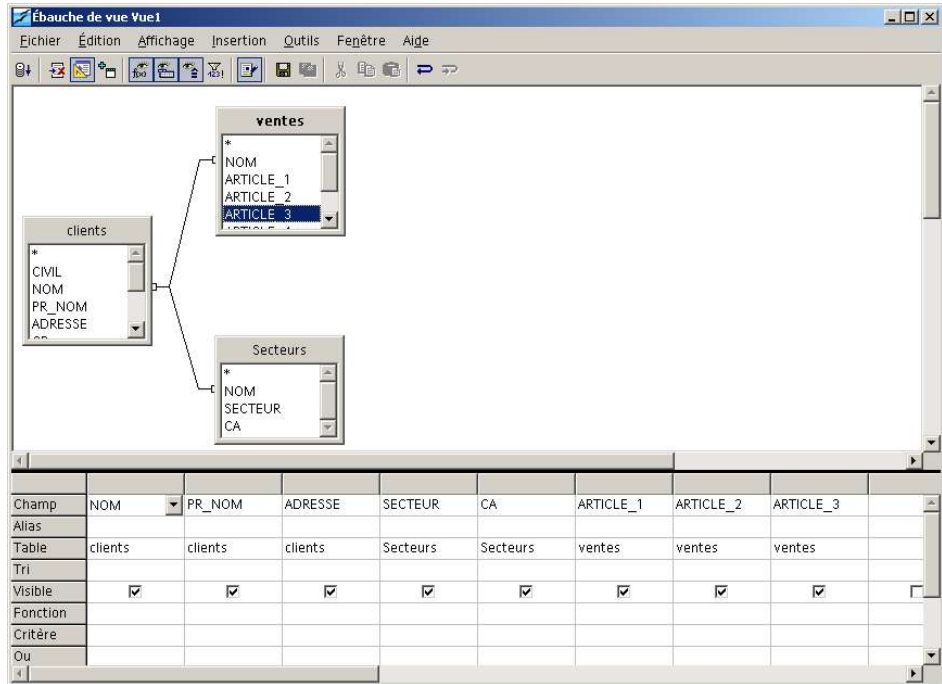 Ébauche de vue Vue1
Fichier Édition Affichage Insertion Outils Fenêtre Aide
ventes
*
NOM
ARTICLE_1
ARTICLE_2
ARTICLE_3
clients
*
CIVIL
NOM
PR_NOM
ADRESSE
Secteurs
*
NOM
SECTEUR
CA
Champ NOM PR_NOM ADRESSE SECTEUR CA ARTICLE_1 ARTICLE_2 ARTICLE_3
Alias
Table clients clients clients Secteurs Secteurs ventes ventes ventes
Tri
Visible
Fonction
Critère
Ou